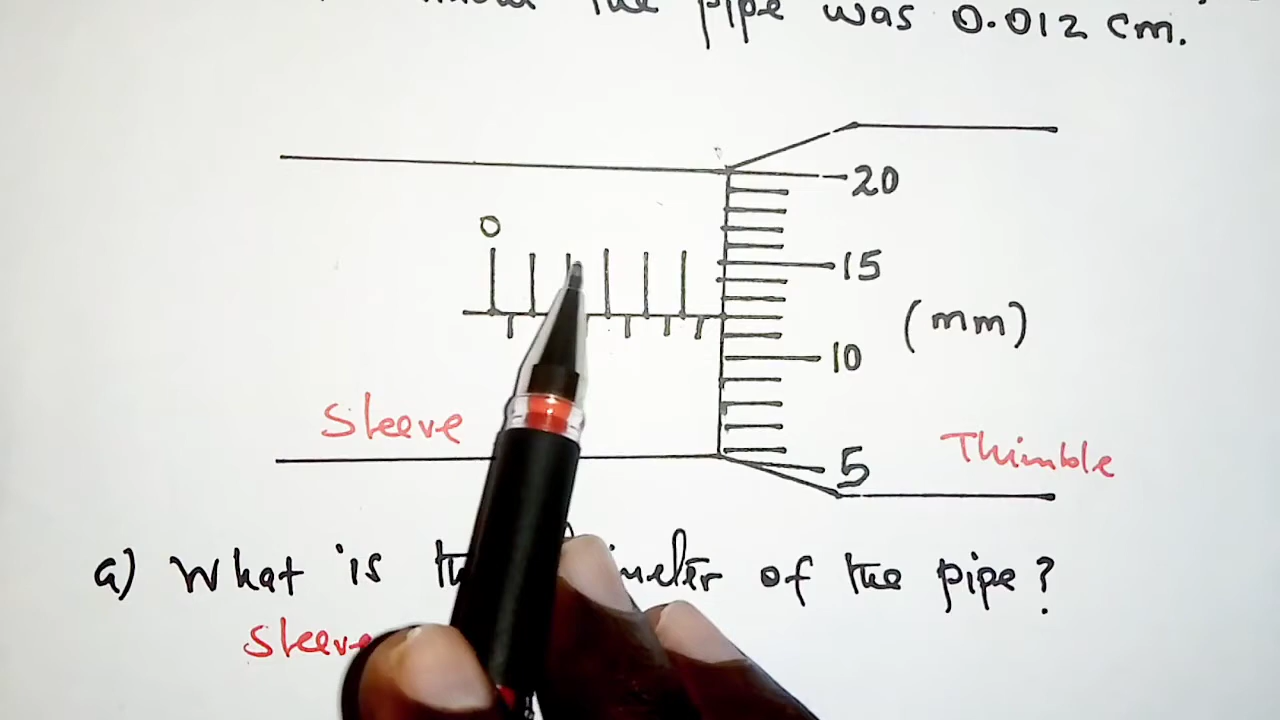 the pipe was 0.012 cm.
20
0
15
(mm)
10
Sleeve
5
Thimble
a) What is of the pipe?
Sleeve